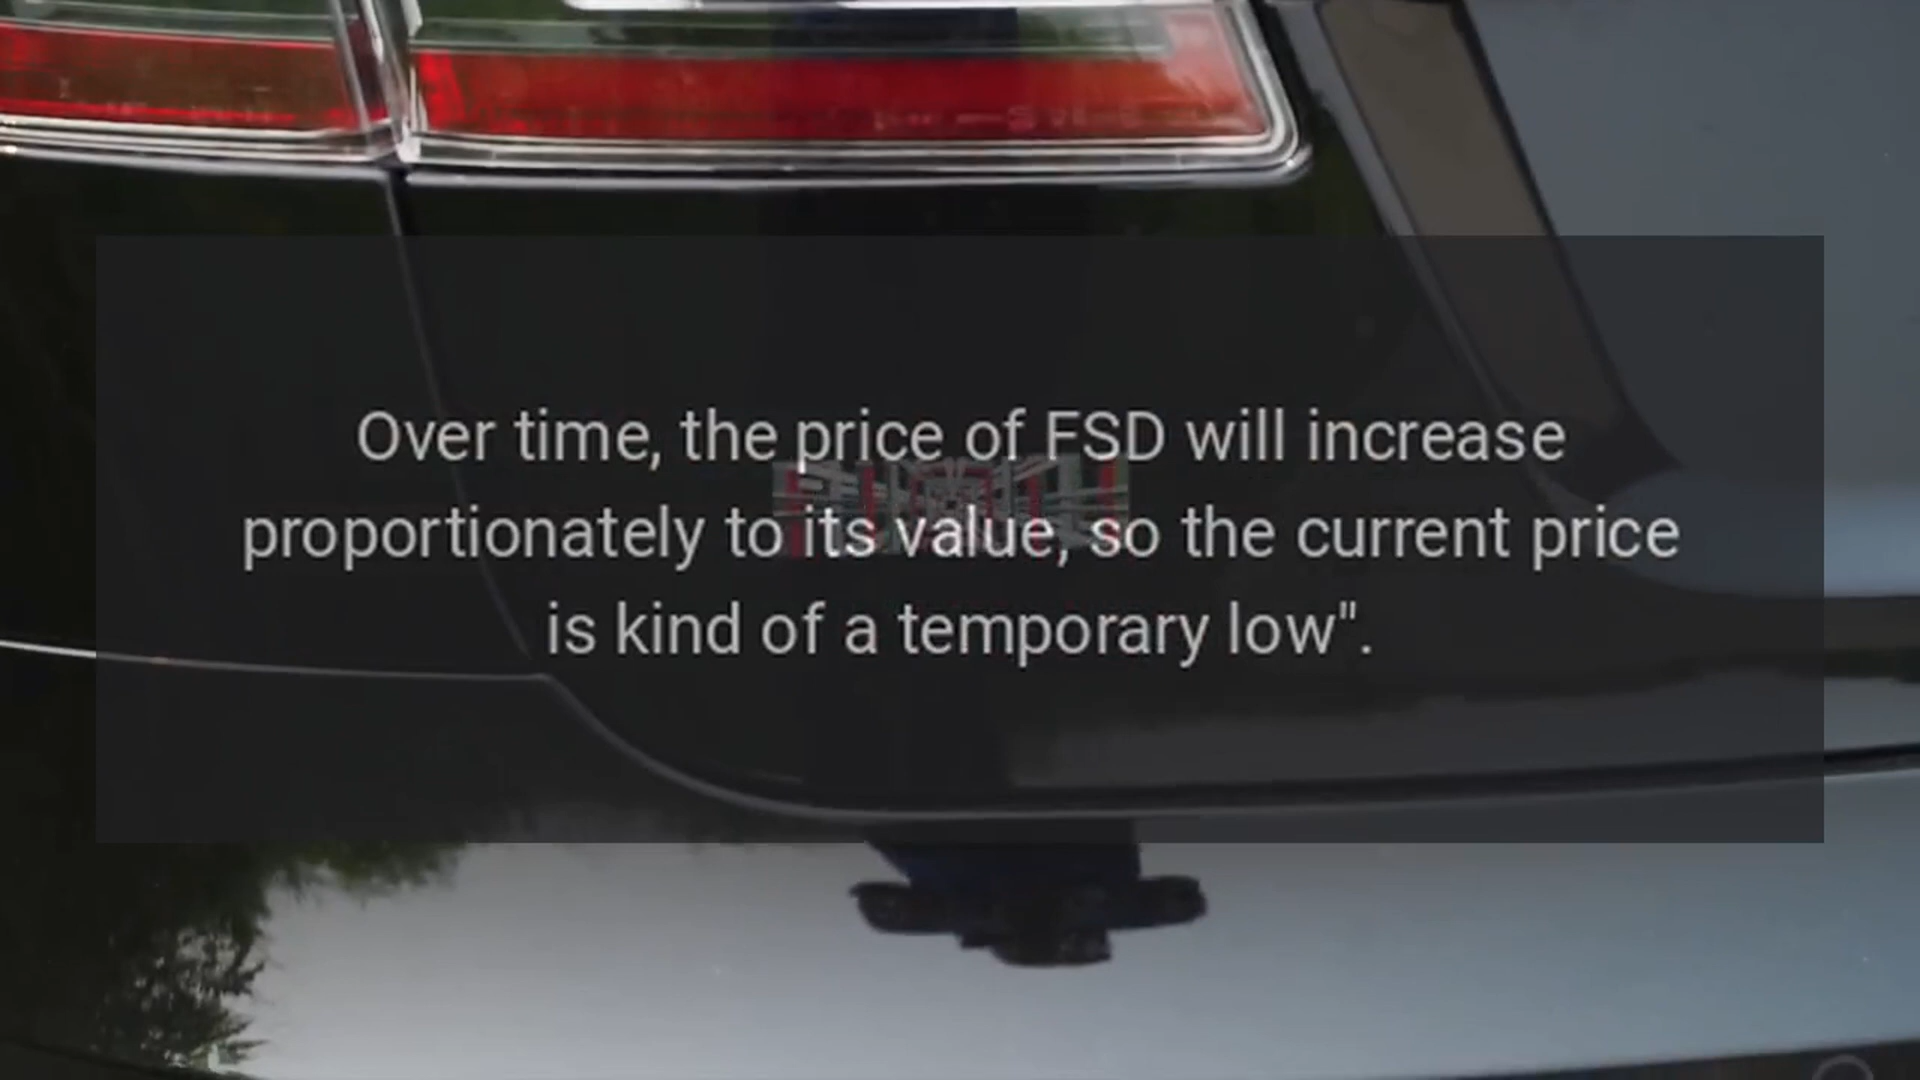 Over time, the price of FSD will increase
proportionately to its value, so the current price
is kind of a temporary low".